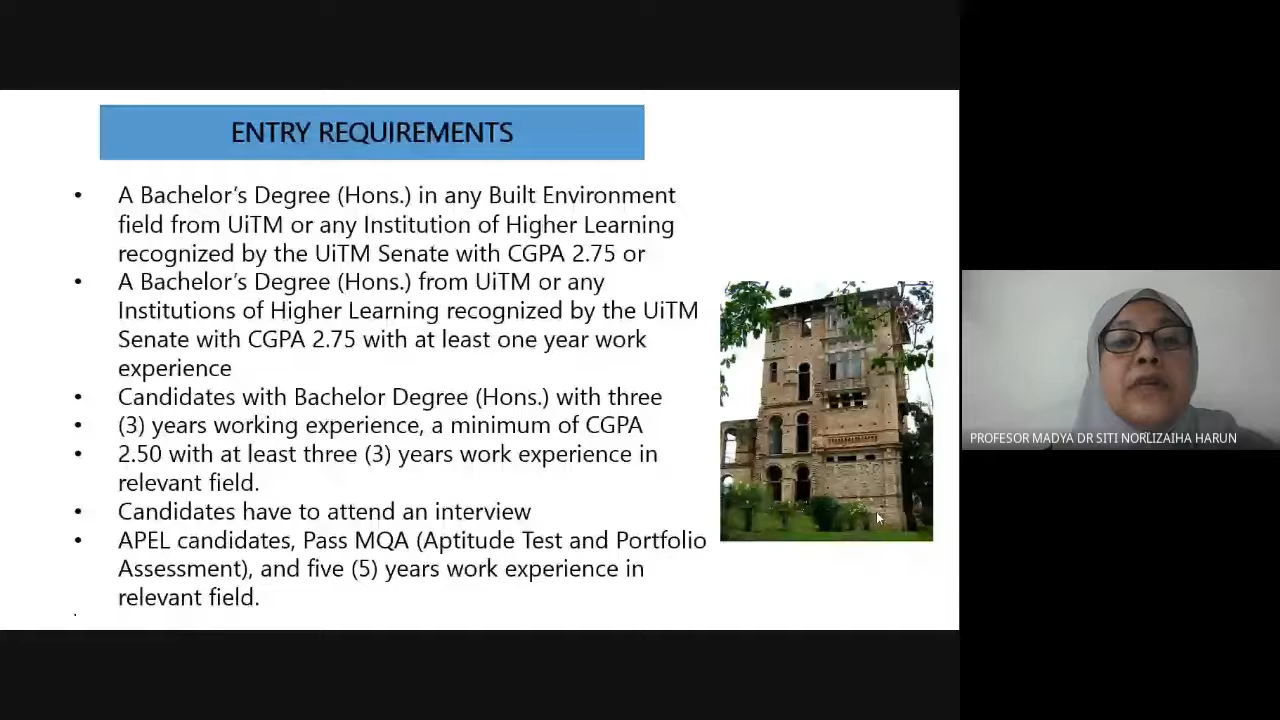 ENTRY REQUIREMENTS
• A Bachelor’s Degree (Hons.) in any Built Environment
field from UiTM or any Institution of Higher Learning
recognized by the UiTM Senate with CGPA 2.75 or
• A Bachelor’s Degree (Hons.) from UiTM or any
Institutions of Higher Learning recognized by the UiTM
Senate with CGPA 2.75 with at least one year work
experience
• Candidates with Bachelor Degree (Hons.) with three
• (3) years working experience, a minimum of CGPA
• 2.50 with at least three (3) years work experience in
relevant field.
• Candidates have to attend an interview
• APEL candidates, Pass MQA (Aptitude Test and Portfolio
Assessment), and five (5) years work experience in
relevant field.
PROFESOR MADYA DR SITI NORLIZAIHA HARUN